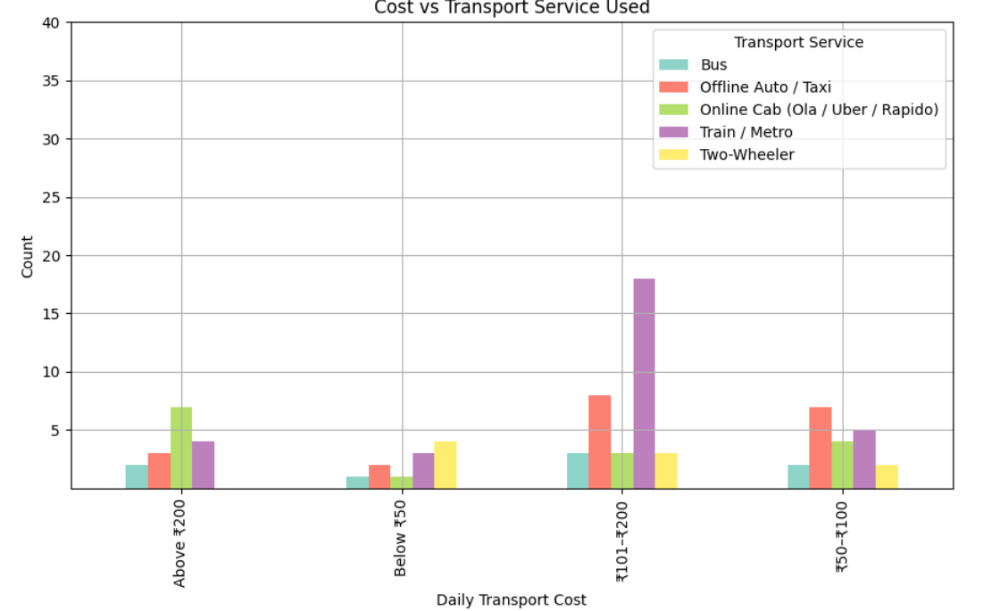 Cost vs Transport Service Used
40
35
30
25
20
15
10
5
Count
Transport Service
Bus
Offline Auto / Taxi
Online Cab (Ola / Uber / Rapido)
Train / Metro
Two-Wheeler
Above ₹200
Below ₹50
₹101–₹200
₹50–₹100
Daily Transport Cost